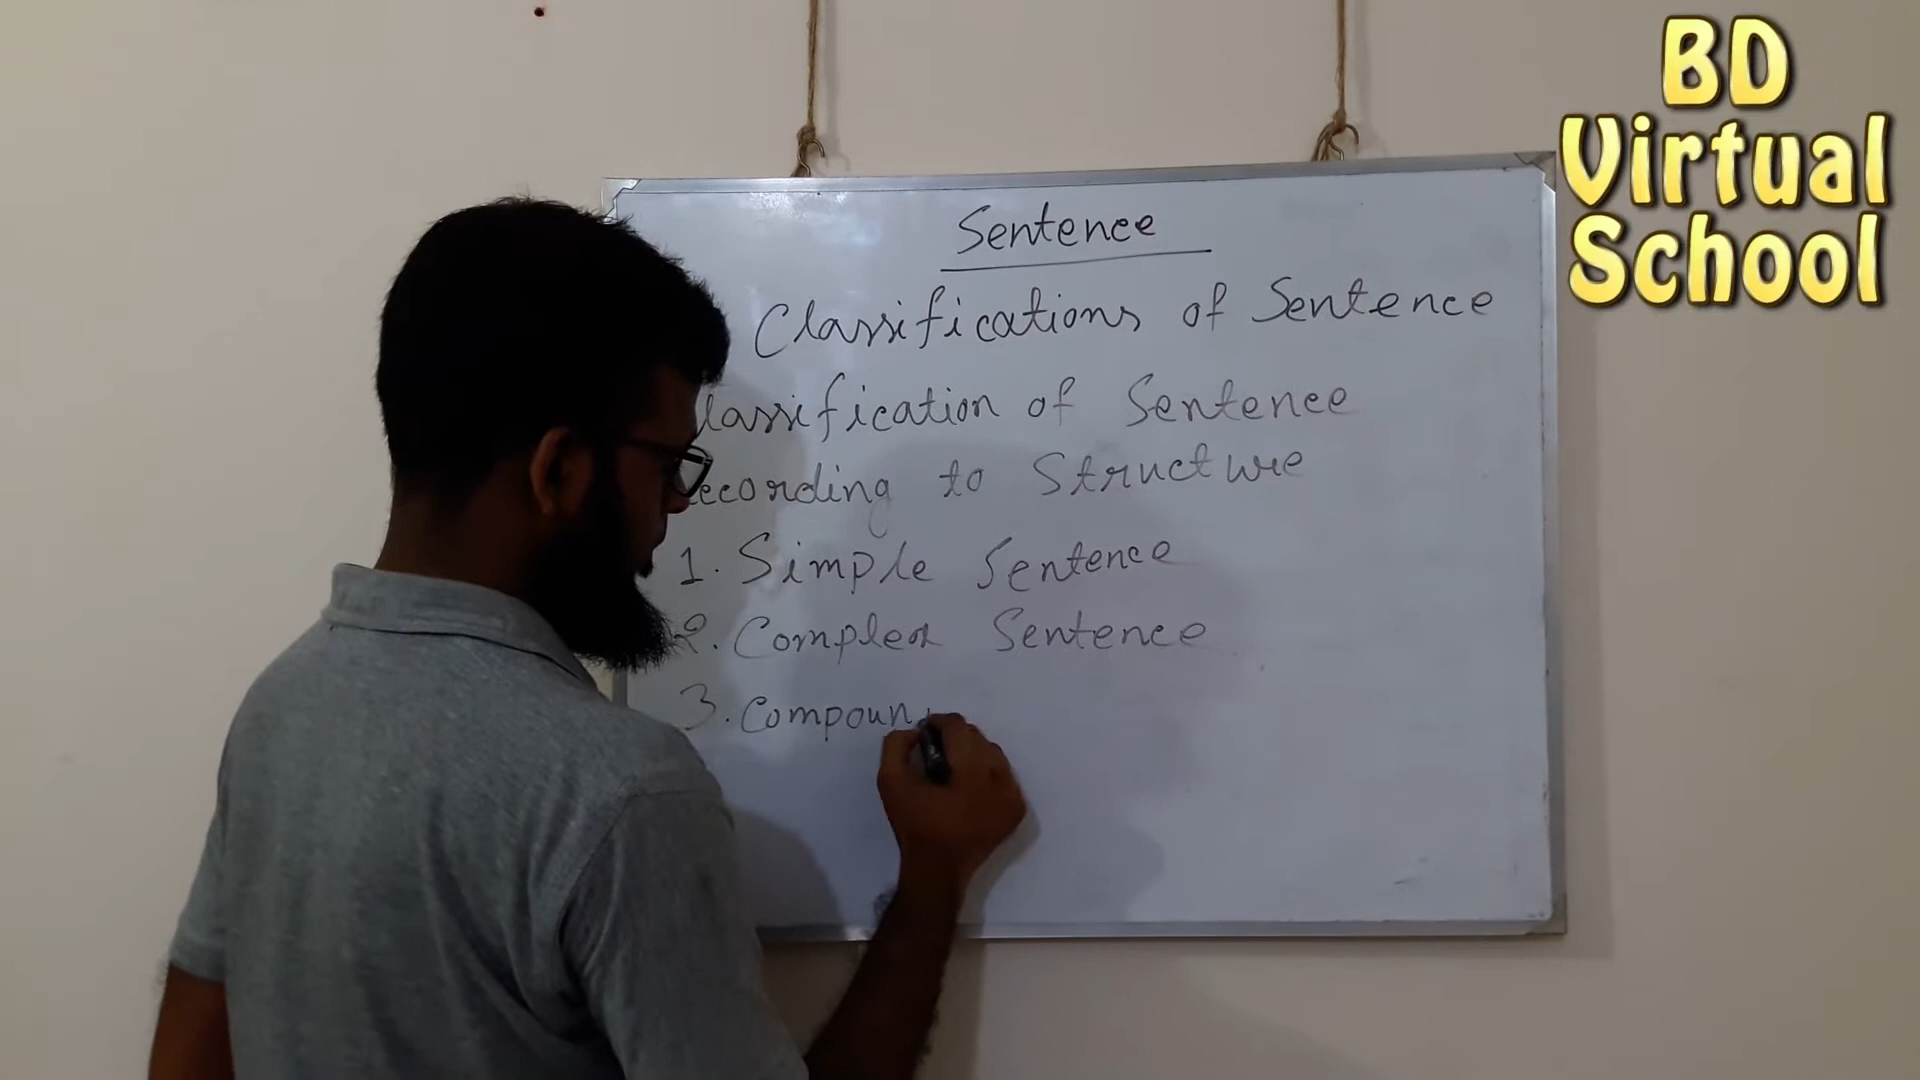 BD
Virtual
School
Sentence
Classifications of Sentence
lassification of Sentence
ccording to Structure
1. Simple Sentence
2. Complex Sentence
3. Compoun